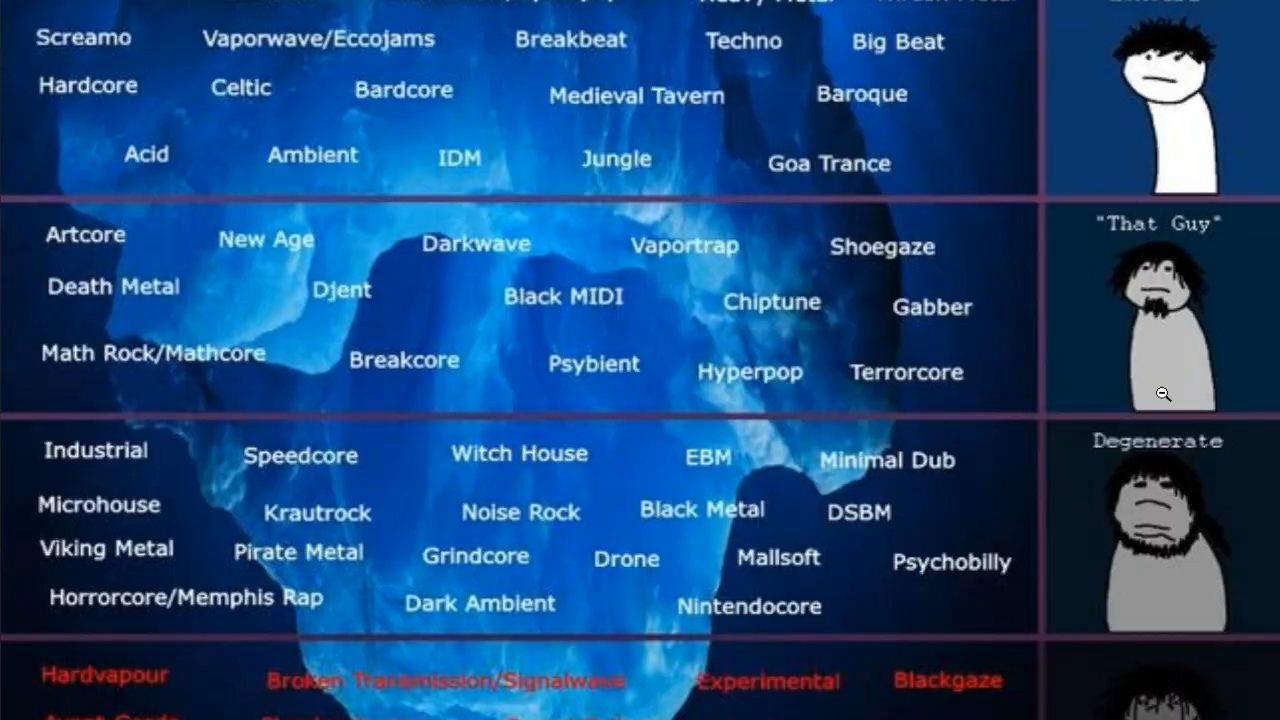 Heavy Metal Thrash Metal
Screamo Vaporwave/Eccojams Breakbeat Techno Big Beat
Hardcore Celtic Bardcore Medieval Tavern Baroque
Acid Ambient IDM Jungle Goa Trance
"That Guy"
Artcore New Age Darkwave Vaportrap Shoegaze
Death Metal Djent Black MIDI Chiptune Gabber
Math Rock/Mathcore Breakcore Psybient Hyperpop Terrorcore
Degenerate
Industrial Speedcore Witch House EBM Minimal Dub
Microhouse Krautrock Noise Rock Black Metal DSBM
Viking Metal Pirate Metal Grindcore Drone Mallsoft Psychobilly
Horrorcore/Memphis Rap Dark Ambient Nintendocore
Hardvapour Broken Transmission/Signalwave Experimental Blackgaze